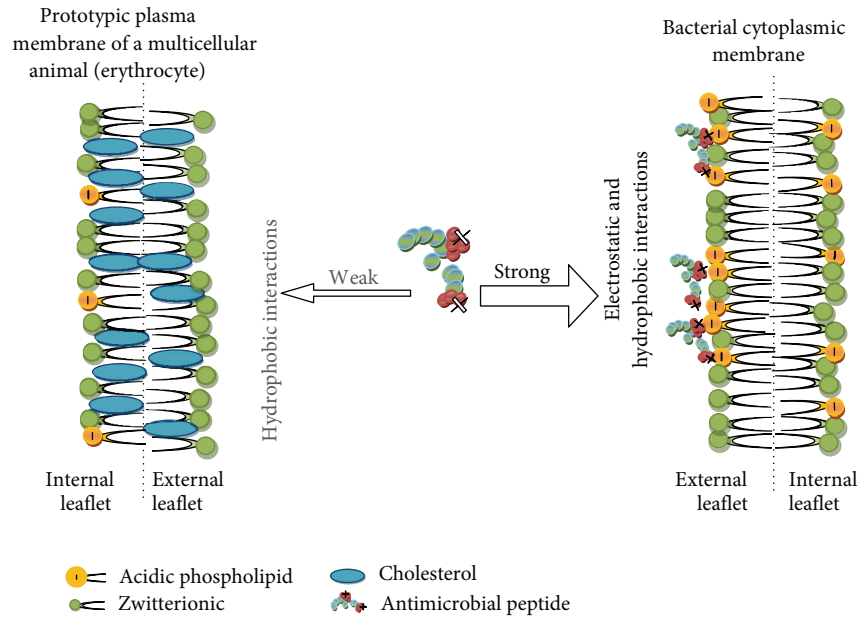 Prototypic plasma
membrane of a multicellular
animal (erythrocyte)
Bacterial cytoplasmic
membrane
Hydrophobic interactions
Weak
Strong
Electrostatic and
hydrophobic interactions
Internal
leaflet
External
leaflet
External
leaflet
Internal
leaflet
Acidic phospholipid
Zwitterionic
Cholesterol
Antimicrobial peptide